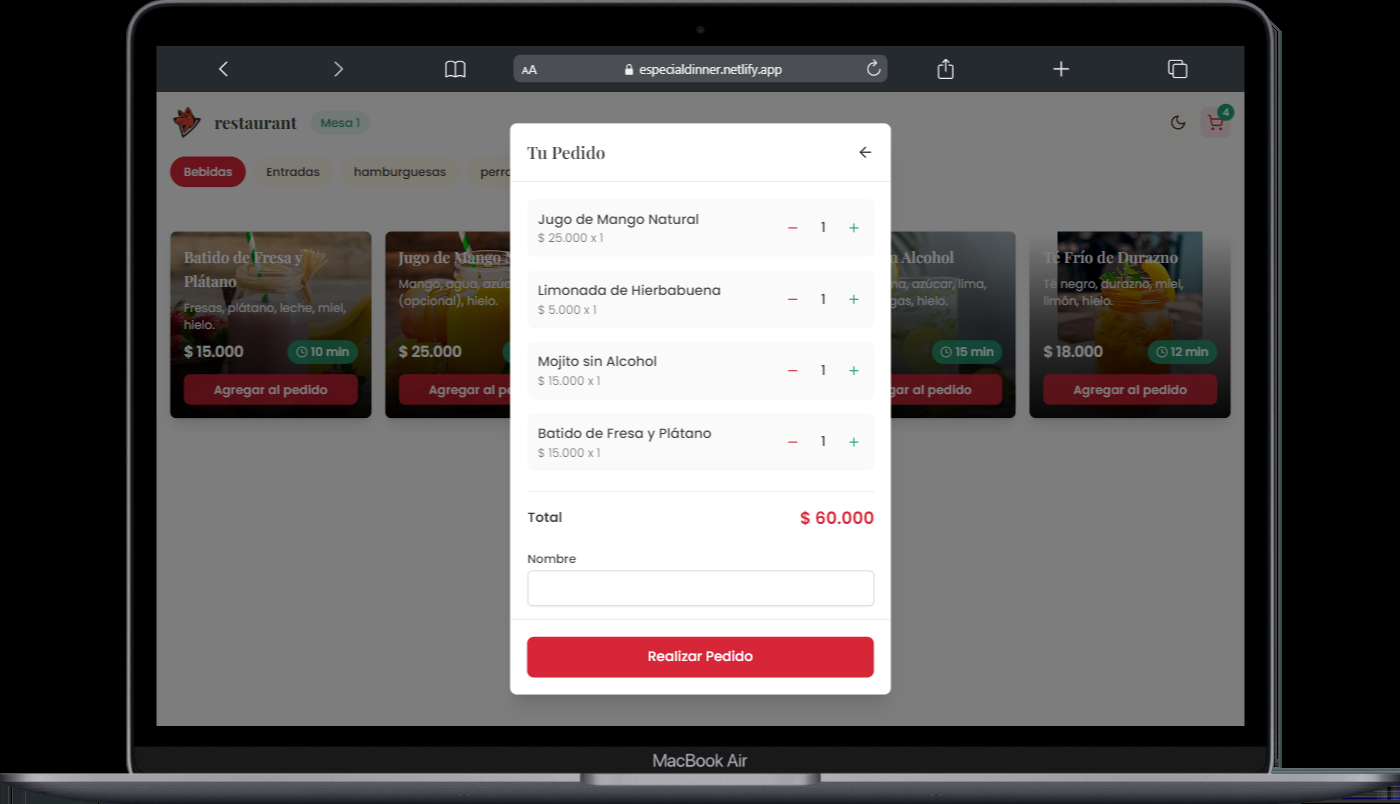 AA
especialdinner.netlify.app
restaurant
Mesa 1
4
Bebidas
Entradas
hamburguesas
perro
Tu Pedido
Jugo de Mango Natural
$ 25.000 x 1
1
Limonada de Hierbabuena
$ 5.000 x 1
1
Mojito sin Alcohol
$ 15.000 x 1
1
Batido de Fresa y Plátano
$ 15.000 x 1
1
Total
$ 60.000
Nombre
Realizar Pedido
Batido de Fresa y
Plátano
Fresas, plátano, leche, miel,
hielo.
$ 15.000
10 min
Agregar al pedido
Jugo de Mango
Mango, agua,
(opcional), hielo.
$ 25.000
Agregar al pe
n Alcohol
na, azúcar, lima,
gas, hielo.
15 min
gar al pedido
Té Frío de Durazno
Té negro, durazno, miel,
limón, hielo.
$ 18.000
12 min
Agregar al pedido
MacBook Air